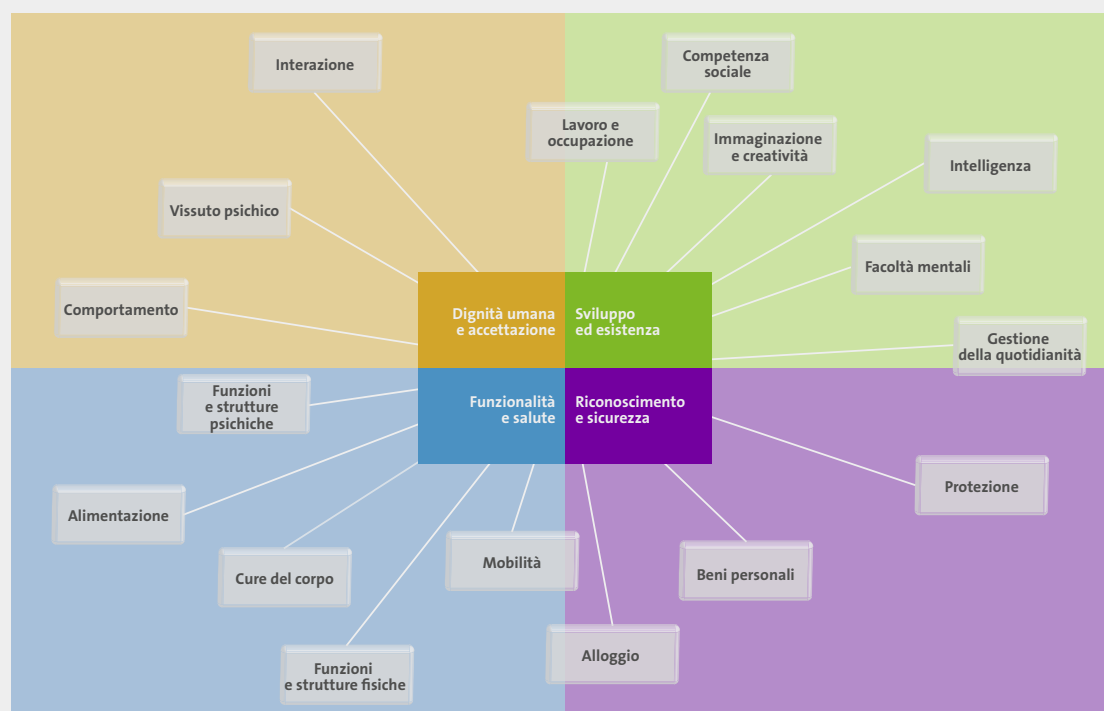 Interazione
Vissuto psichico
Comportamento
Competenza
sociale
Lavoro e
occupazione
Immaginazione
e creatività
Intelligenza
Facoltà mentali
Gestione
della quotidianità
Dignità umana
e accettazione
Sviluppo
ed esistenza
Funzionalità
e salute
Riconoscimento
e sicurezza
Funzioni
e strutture
psichiche
Alimentazione
Cure del corpo
Funzioni
e strutture fisiche
Mobilità
Protezione
Beni personali
Alloggio